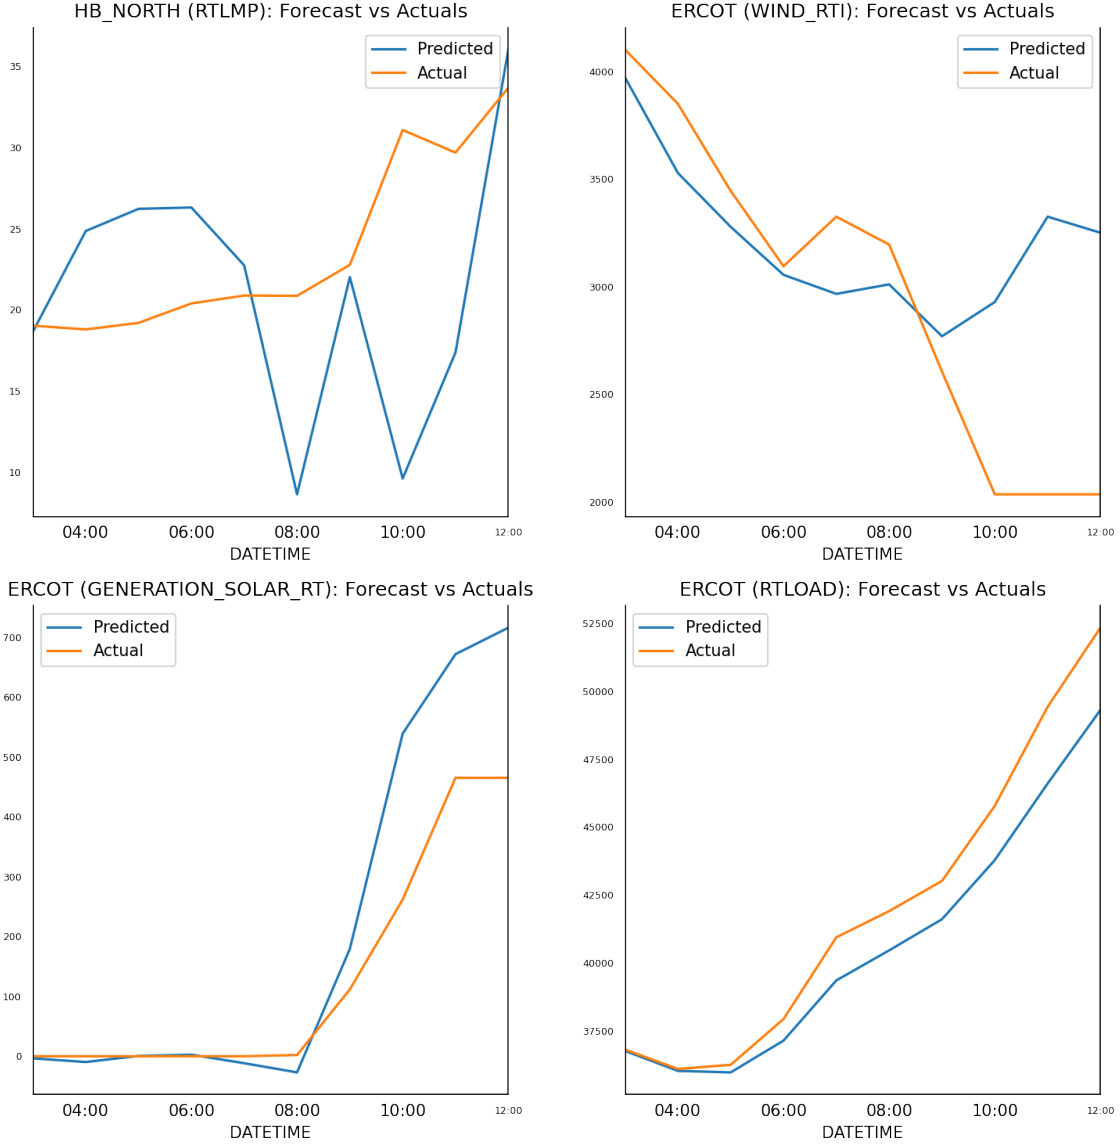 HB_NORTH (RTLMP): Forecast vs Actuals
Predicted
Actual
35
30
25
20
15
10
04:00 06:00 08:00 10:00 12:00
DATETIME
ERCOT (WIND_RTI): Forecast vs Actuals
Predicted
Actual
4000
3500
3000
2500
2000
04:00 06:00 08:00 10:00 12:00
DATETIME
ERCOT (GENERATION_SOLAR_RT): Forecast vs Actuals
Predicted
Actual
700
600
500
400
300
200
100
0
04:00 06:00 08:00 10:00 12:00
DATETIME
ERCOT (RTLOAD): Forecast vs Actuals
Predicted
Actual
52500
50000
47500
45000
42500
40000
37500
04:00 06:00 08:00 10:00 12:00
DATETIME